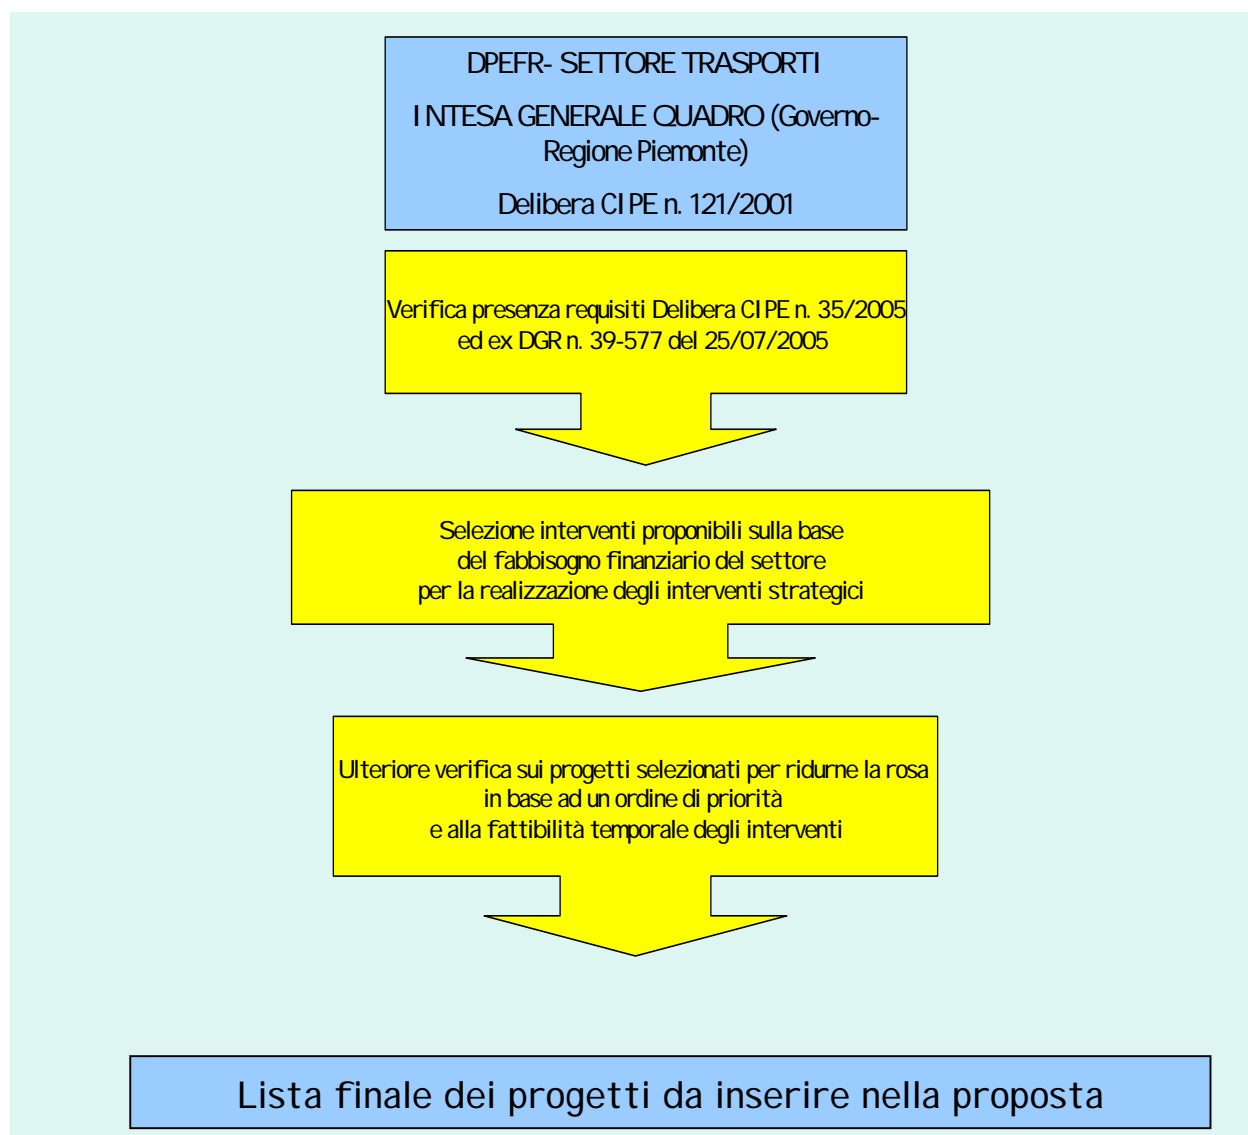 DPEFR- SETTORE TRASPORTI
INTESA GENERALE QUADRO (Governo-
Regione Piemonte)
Delibera CIPE n. 121/2001
Verifica presenza requisiti Delibera CIPE n. 35/2005
ed ex DGR n. 39-577 del 25/07/2005
Selezione interventi proponibili sulla base
del fabbisogno finanziario del settore
per la realizzazione degli interventi strategici
Ulteriore verifica sui progetti selezionati per ridurne la rosa
in base ad un ordine di priorità
e alla fattibilità temporale degli interventi
Lista finale dei progetti da inserire nella proposta